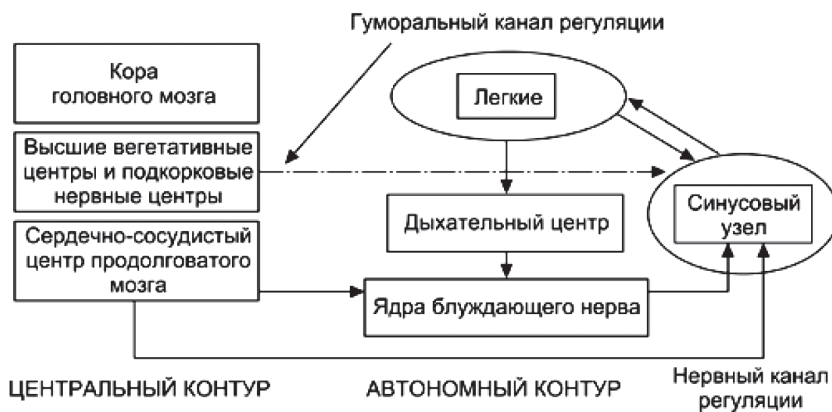 Гуморальный канал регуляции
Кора
головного мозга
Легкие
Высшие вегетативные
центры и подкорковые
нервные центры
Синусовый
узел
Дыхательный центр
Сердечно-сосудистый
центр продолговатого
мозга
Ядра блуждающего нерва
ЦЕНТРАЛЬНЫЙ КОНТУР
АВТОНОМНЫЙ КОНТУР
Нервный канал
регуляции